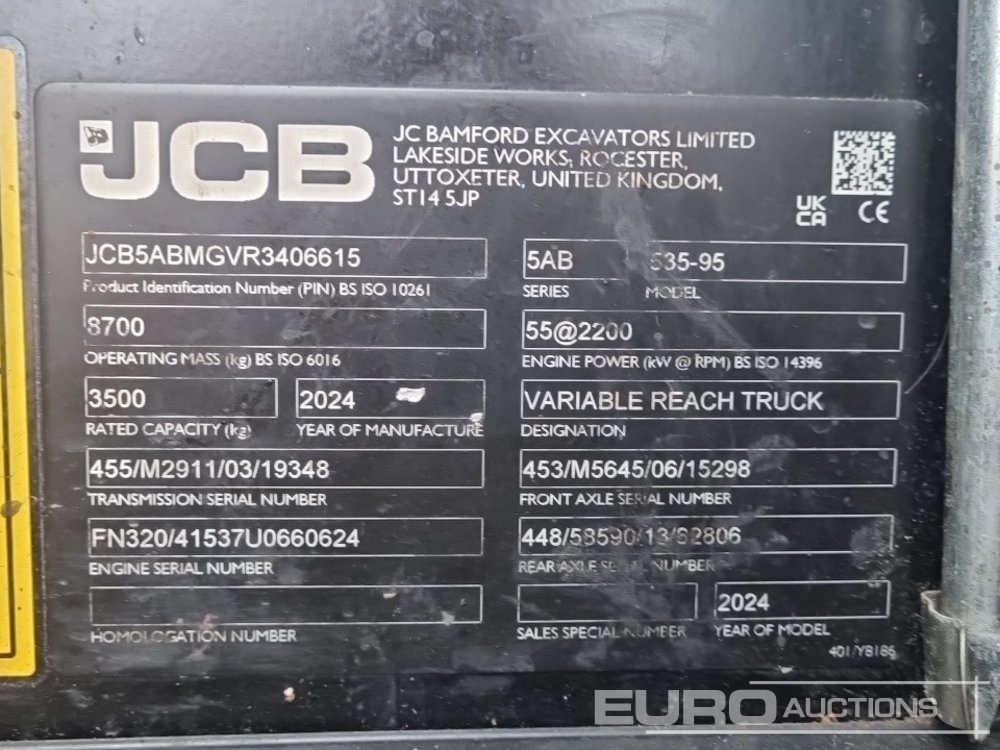 JCB
JC BAMFORD EXCAVATORS LIMITED
LAKESIDE WORKS, ROCESTER,
UTTOXETER, UNITED KINGDOM,
ST14 5JP
UK
CA CE
JCB5ABMGVR3406615
Product Identification Number (PIN) BS ISO 10261
5AB 535-95
SERIES MODEL
8700
OPERATING MASS (kg) BS ISO 6016
55@2200
ENGINE POWER (kW @ RPM) BS ISO 14396
3500 2024
RATED CAPACITY (kg) YEAR OF MANUFACTURE
VARIABLE REACH TRUCK
DESIGNATION
455/M2911/03/19348
TRANSMISSION SERIAL NUMBER
453/M5645/06/15298
FRONT AXLE SERIAL NUMBER
FN320/41537U0660624
ENGINE SERIAL NUMBER
REAR AXLE SERIAL NUMBER
HOMOLOGATION NUMBER
2024
SALES SPECIAL NUMBER YEAR OF MODEL
401/Y8186
EURO AUCTIONS